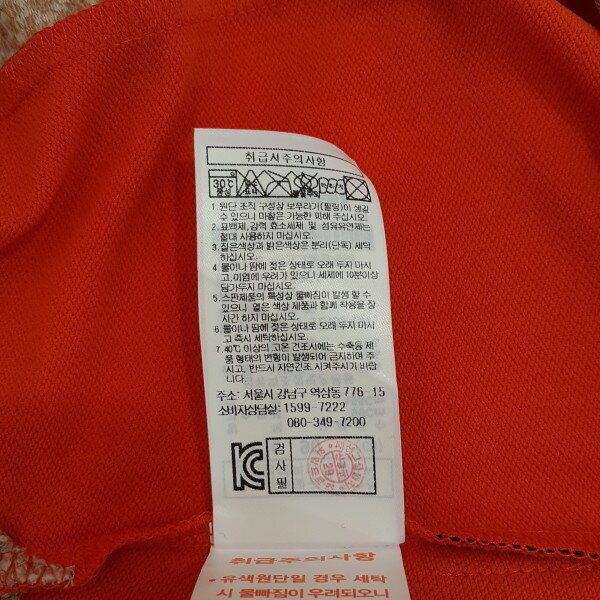 취급시주의사항
30℃
중성
1. 원단 조직 구성상 보푸라기(필링)이 생길
수 있으니 마찰은 가능한 피해 주십시오.
2. 표백제,강력 효소세제 및 섬유유연제는
절대 사용하지 마십시오.
3. 짙은색상과 밝은색상은 분리(단독) 세탁
하십시오.
4. 물이나 땀에 젖은 상태로 오래 두지 마시
고,이염에 우려가 있으니 세제에 10분이상
담가두지 마십시오.
5. 스판제품의 특성상 물빠짐이 발생 할 수
있으니 옅은 색상 제품과 함께 착용을 장
시간 하지 마십시오.
6. 물이나 땀에 젖은 상태로 오래두지 마시
고 즉시 세탁하십시오.
7. 40℃ 이상의 고온 건조시에는 수축등 제
품 형태의 변형이 발생되어 금지하며 주
시고, 반드시 자연건조 시켜주시기 바랍
니다.
주소: 서울시 강남구 역삼동 776-15
소비자상담실: 1599-7222
080-349-7200
검
사
필
취급주의사항
• 유색원단일 경우 세탁
시 물빠짐이 우려되오니